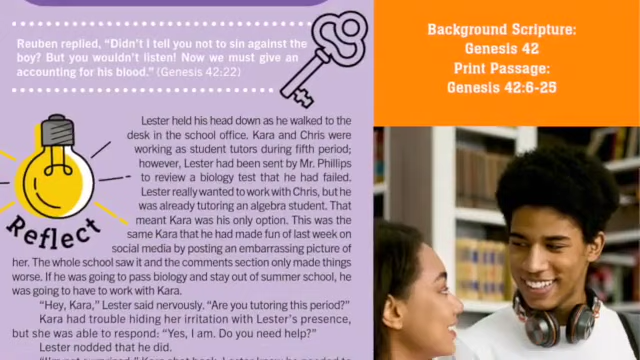 Reuben replied, “Didn’t I tell you not to sin against the
boy? But you wouldn’t listen! Now we must give an
accounting for his blood.” (Genesis 42:22)
Background Scripture:
Genesis 42
Print Passage:
Genesis 42:6-25
Reflect
Lester held his head down as he walked to the
desk in the school office. Kara and Chris were
working as student tutors during fifth period;
however, Lester had been sent by Mr. Phillips
to review a biology test that he had failed.
Lester really wanted to work with Chris, but he
was already tutoring an algebra student. That
meant Kara was his only option. This was the
same Kara that he had made fun of last week on
social media by posting an embarrassing picture of
her. The whole school saw it and the comments section only made things
worse. If he was going to pass biology and stay out of summer school, he
was going to have to work with Kara.
“Hey, Kara,” Lester said nervously. “Are you tutoring this period?”
Kara had trouble hiding her irritation with Lester’s presence,
but she was able to respond: “Yes, I am. Do you need help?”
Lester nodded that he did.